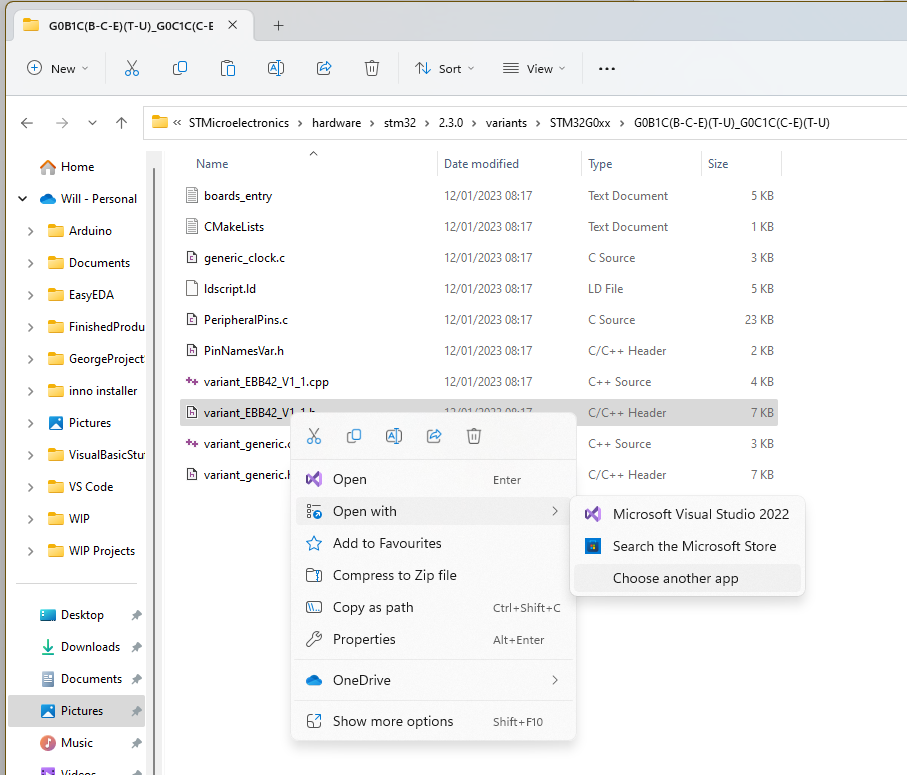 G0B1C(B-C-E)(T-U)_G0C1C(C-E
New
Sort
View
STMicroelectronics > hardware > stm32 > 2.3.0 > variants > STM32G0xx > G0B1C(B-C-E)(T-U)_G0C1C(C-E)(T-U)
Home
Will - Personal
Arduino
Documents
EasyEDA
FinishedProdu
GeorgeProject
inno installer
Pictures
VisualBasicStu
VS Code
WIP
WIP Projects
Desktop
Downloads
Documents
Pictures
Music
Videos
Name Date modified Type Size
boards_entry 12/01/2023 08:17 Text Document 5 KB
CMakeLists 12/01/2023 08:17 Text Document 1 KB
generic_clock.c 12/01/2023 08:17 C Source 3 KB
ldscript.ld 12/01/2023 08:17 LD File 5 KB
PeripheralPins.c 12/01/2023 08:17 C Source 23 KB
PinNamesVar.h 12/01/2023 08:17 C/C++ Header 2 KB
variant_EBB42_V1_1.cpp 12/01/2023 08:17 C++ Source 4 KB
variant_EBB42_V1_1.h 12/01/2023 08:17 C/C++ Header 7 KB
variant_generic.c C++ Source 3 KB
variant_generic.h C/C++ Header 7 KB
Open Enter
Open with
Add to Favourites
Compress to Zip file
Copy as path Ctrl+Shift+C
Properties Alt+Enter
OneDrive
Show more options Shift+F10
Microsoft Visual Studio 2022
Search the Microsoft Store
Choose another app